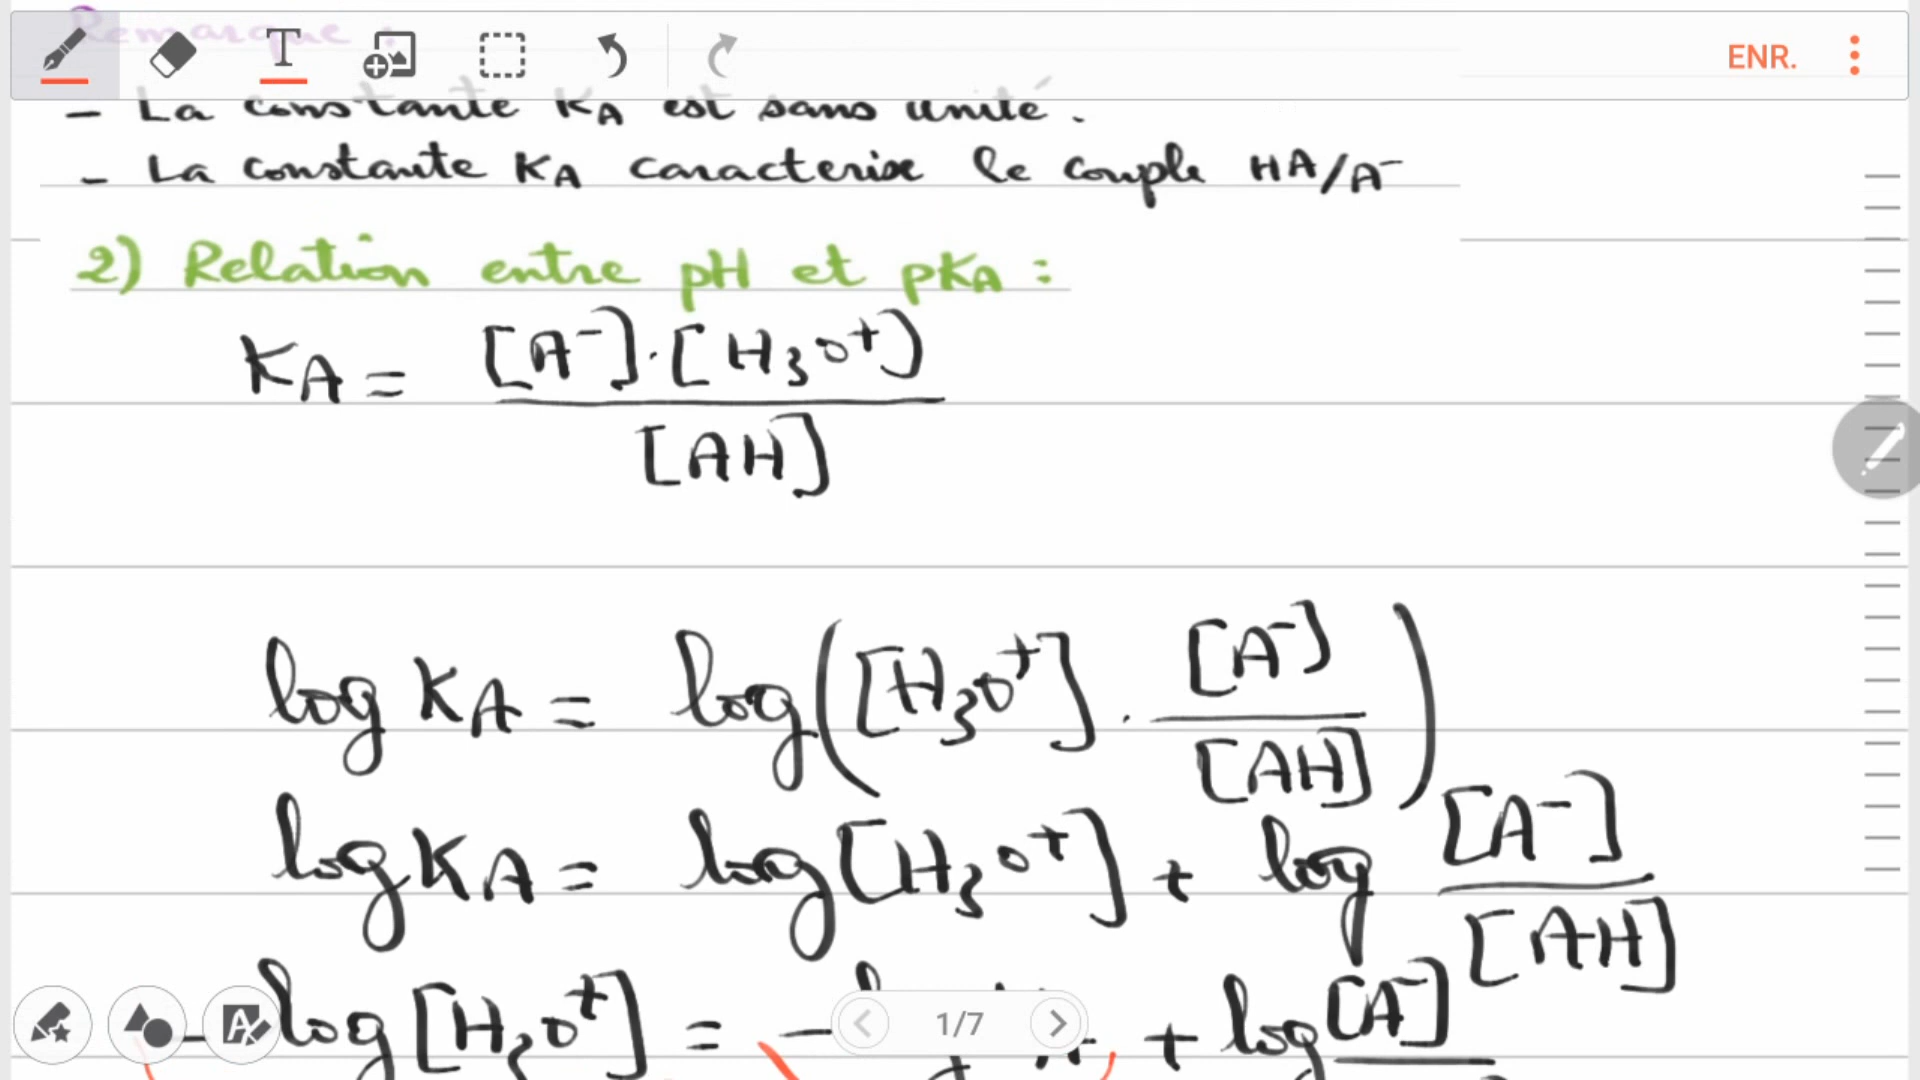 Remarque :
T
ENR.
- La constante KA est sans unité.
- La constante KA caracterise le couple HA/A⁻
2) Relation entre pH et pKA :
KA = [A⁻]·[H₃O⁺] / [AH]
log KA = log([H₃O⁺] · [A⁻] / [AH])
log KA = log[H₃O⁺] + log [A⁻] / [AH]
- log[H₃O⁺] = - + log [A⁻]
1/7
A